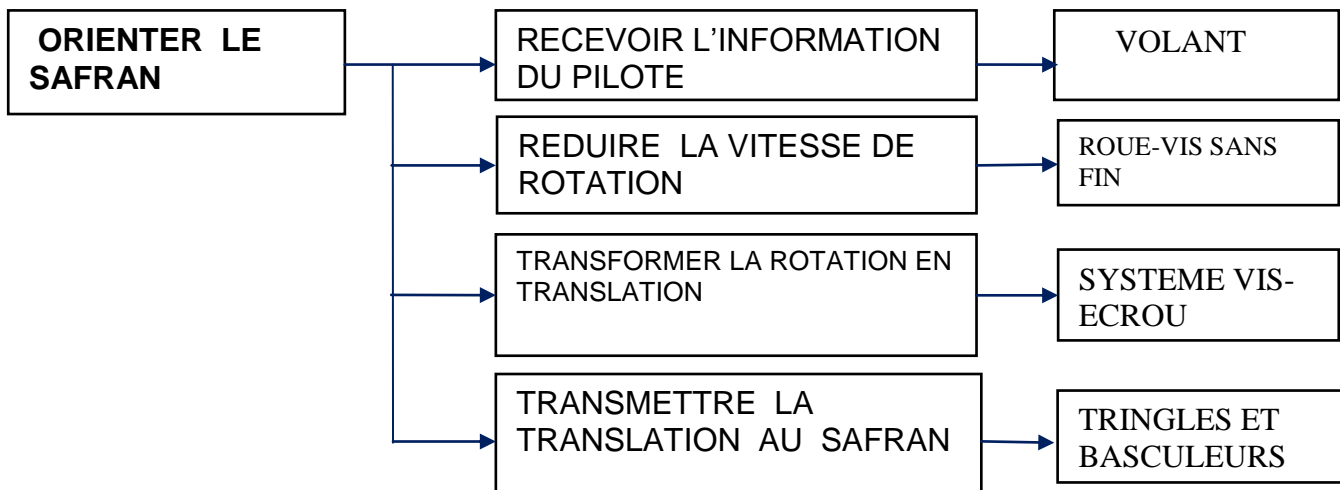 ORIENTER LE
SAFRAN
RECEVOIR L’INFORMATION
DU PILOTE
VOLANT
REDUIRE LA VITESSE DE
ROTATION
ROUE-VIS SANS
FIN
TRANSFORMER LA ROTATION EN
TRANSLATION
SYSTEME VIS-
ECROU
TRANSMETTRE LA
TRANSLATION AU SAFRAN
TRINGLES ET
BASCULEURS